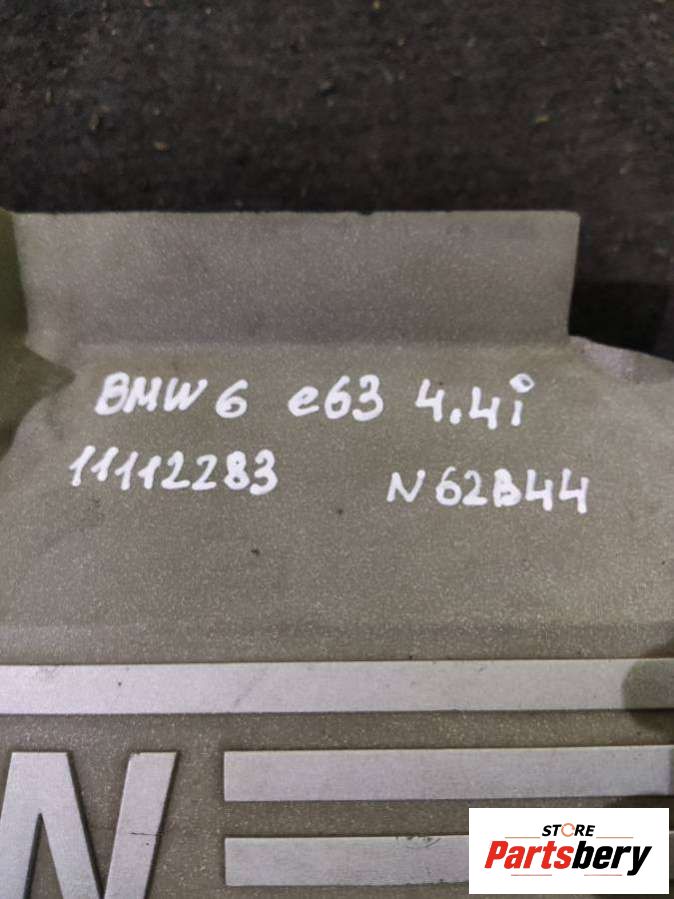 BMW 6 e63 4.4i
11112283 N62B44
W
STORE
Partsbery